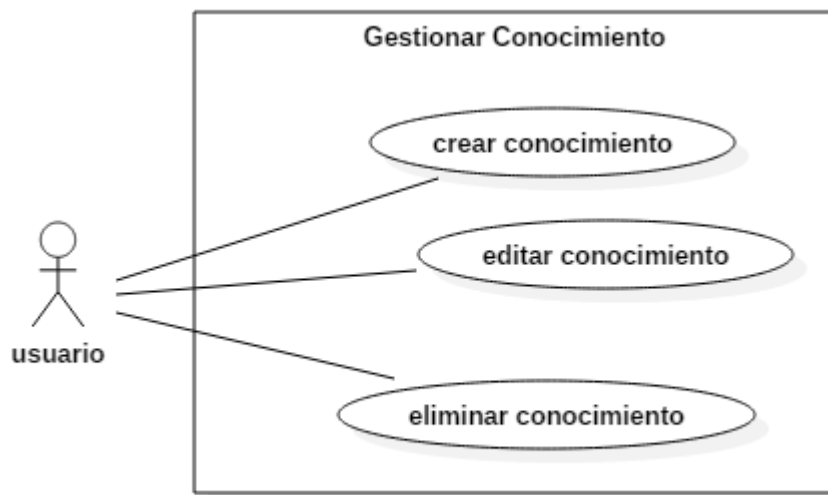 Gestionar Conocimiento
crear conocimiento
editar conocimiento
usuario
eliminar conocimiento